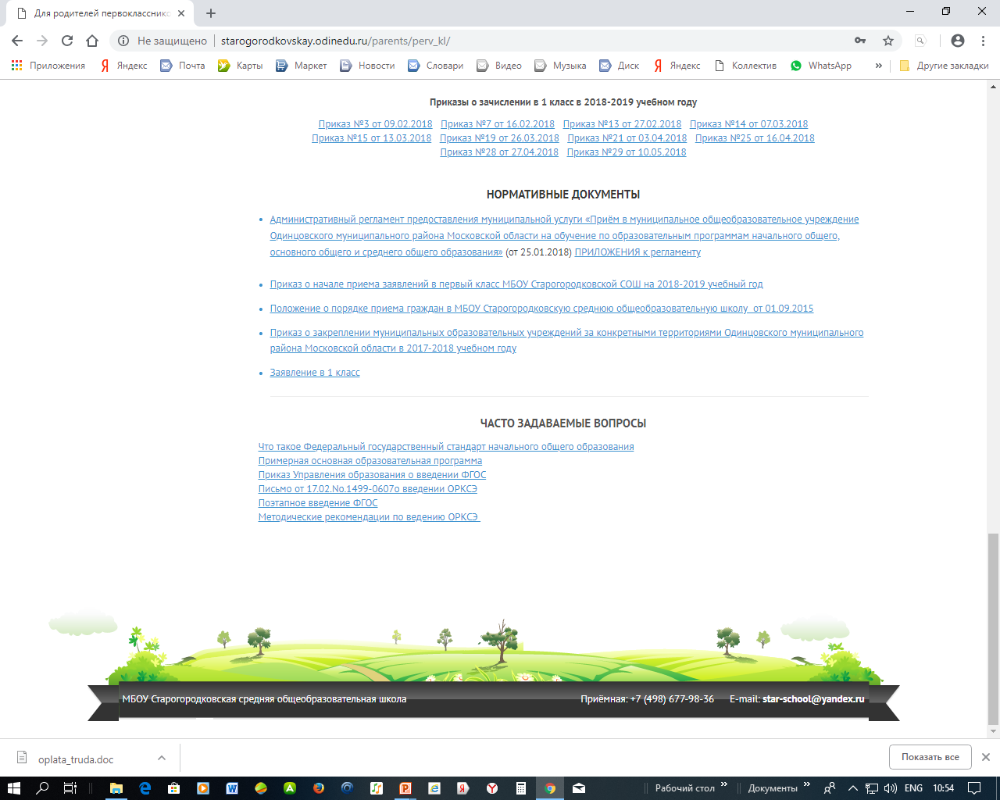 Для родителей первокласснико
Не защищено
starogorodkovskay.odinedu.ru/parents/perv_kl/
Приложения Яндекс Почта Карты Маркет Новости Словари Видео Музыка Диск Яндекс Коллектив WhatsApp » Другие закладки
Приказы о зачислении в 1 класс в 2018-2019 учебном году
Приказ №3 от 09.02.2018 Приказ №7 от 16.02.2018 Приказ №13 от 27.02.2018 Приказ №14 от 07.03.2018
Приказ №15 от 13.03.2018 Приказ №19 от 26.03.2018 Приказ №21 от 03.04.2018 Приказ №25 от 16.04.2018
Приказ №28 от 27.04.2018 Приказ №29 от 10.05.2018
НОРМАТИВНЫЕ ДОКУМЕНТЫ
• Административный регламент предоставления муниципальной услуги «Приём в муниципальное общеобразовательное учреждение
Одинцовского муниципального района Московской области на обучение по образовательным программам начального общего,
основного общего и среднего общего образования» (от 25.01.2018) ПРИЛОЖЕНИЯ к регламенту
• Приказ о начале приема заявлений в первый класс МБОУ Старогородковской СОШ на 2018-2019 учебный год
• Положение о порядке приема граждан в МБОУ Старогородковскую среднюю общеобразовательную школу от 01.09.2015
• Приказ о закреплении муниципальных образовательных учреждений за конкретными территориями Одинцовского муниципального
района Московской области в 2017-2018 учебном году
• Заявление в 1 класс
ЧАСТО ЗАДАВАЕМЫЕ ВОПРОСЫ
Что такое Федеральный государственный стандарт начального общего образования
Примерная основная образовательная программа
Приказ Управления образования о введении ФГОС
Письмо от 17.02.No.1499-0607о введении ОРКСЭ
Поэтапное введение ФГОС
Методические рекомендации по ведению ОРКСЭ
МБОУ Старогородковская средняя общеобразовательная школа Приёмная: +7 (498) 677-98-36 E-mail: star-school@yandex.ru
oplata_truda.doc Показать все
Рабочий стол » Документы » ENG 10:54